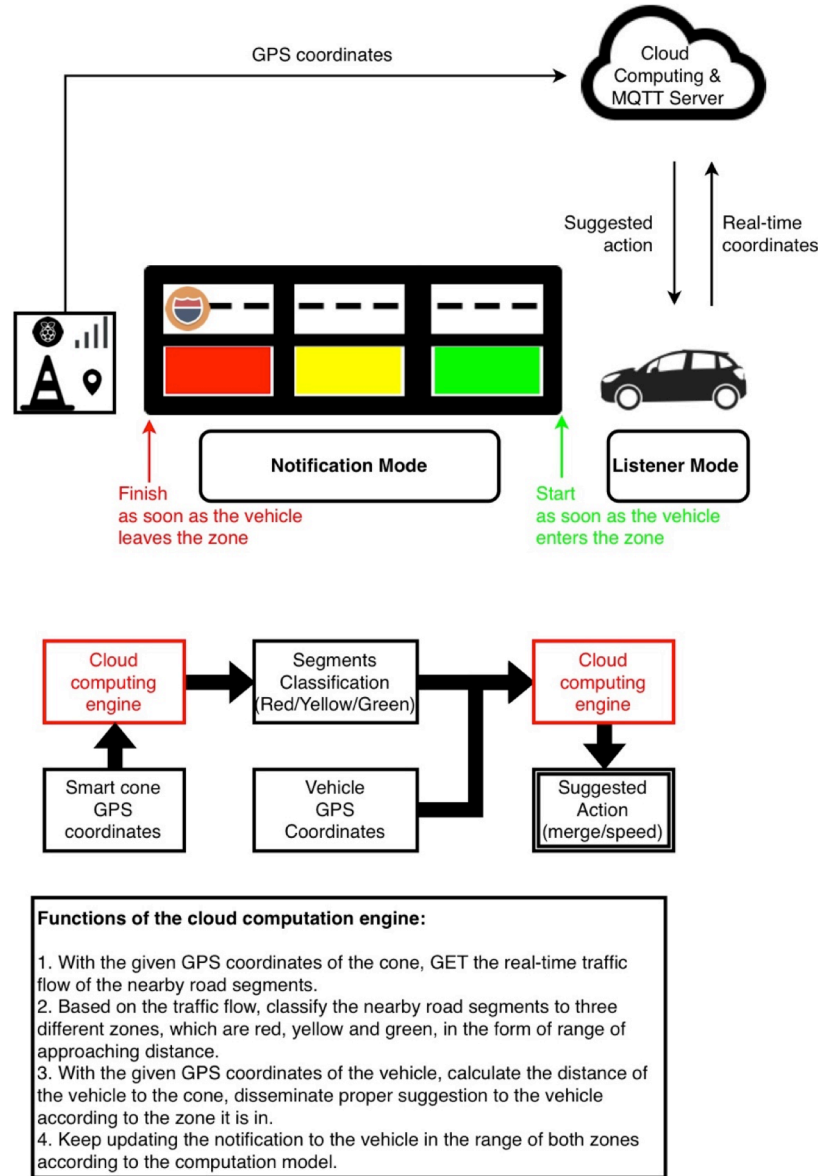 GPS coordinates
Cloud
Computing &
MQTT Server
Suggested
action
Real-time
coordinates
Notification Mode
Listener Mode
Finish
as soon as the vehicle
leaves the zone
Start
as soon as the vehicle
enters the zone
Cloud
computing
engine
Segments
Classification
(Red/Yellow/Green)
Cloud
computing
engine
Smart cone
GPS
coordinates
Vehicle
GPS
Coordinates
Suggested
Action
(merge/speed)
Functions of the cloud computation engine:
1. With the given GPS coordinates of the cone, GET the real-time traffic
flow of the nearby road segments.
2. Based on the traffic flow, classify the nearby road segments to three
different zones, which are red, yellow and green, in the form of range of
approaching distance.
3. With the given GPS coordinates of the vehicle, calculate the distance of
the vehicle to the cone, disseminate proper suggestion to the vehicle
according to the zone it is in.
4. Keep updating the notification to the vehicle in the range of both zones
according to the computation model.